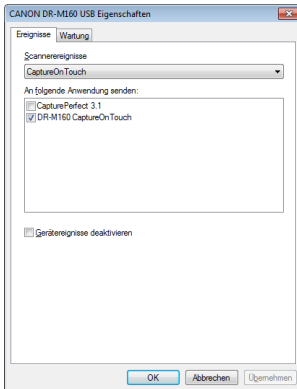 CANON DR-M160 USB Eigenschaften
Ereignisse Wartung
Scannerereignisse
CaptureOnTouch
An folgende Anwendung senden:
CapturePerfect 3.1
DR-M160 CaptureOnTouch
Geräteereignisse deaktivieren
OK Abbrechen Übernehmen